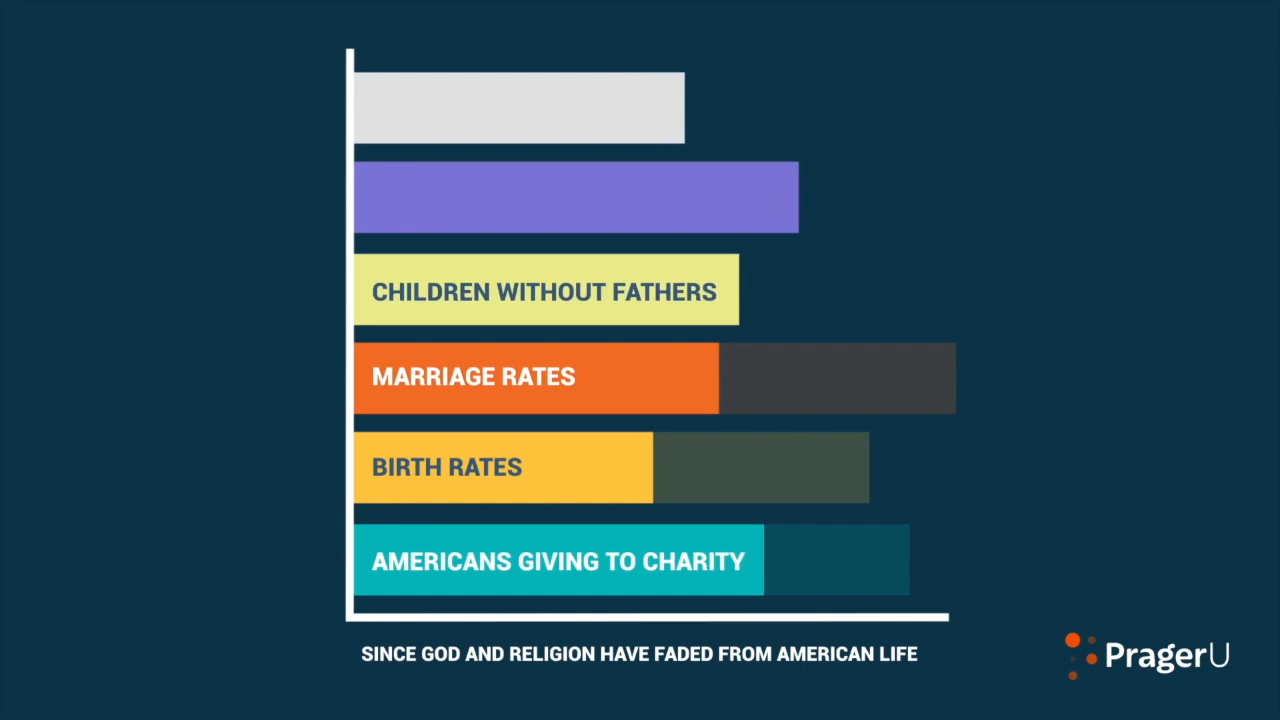 CHILDREN WITHOUT FATHERS
MARRIAGE RATES
BIRTH RATES
AMERICANS GIVING TO CHARITY
SINCE GOD AND RELIGION HAVE FADED FROM AMERICAN LIFE
PragerU